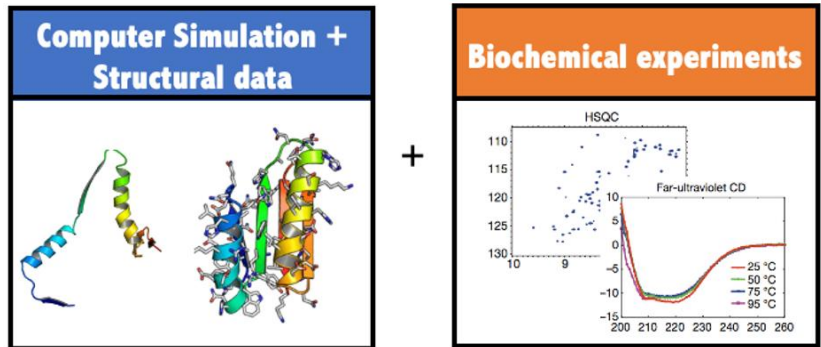 Computer Simulation +
Structural data
+
Biochemical experiments
HSQC
110
115
120
125
130
10 9
Far-ultraviolet CD
10
5
0
−5
−10
−15
200 210 220 230 240 250 260
25 °C
50 °C
75 °C
95 °C